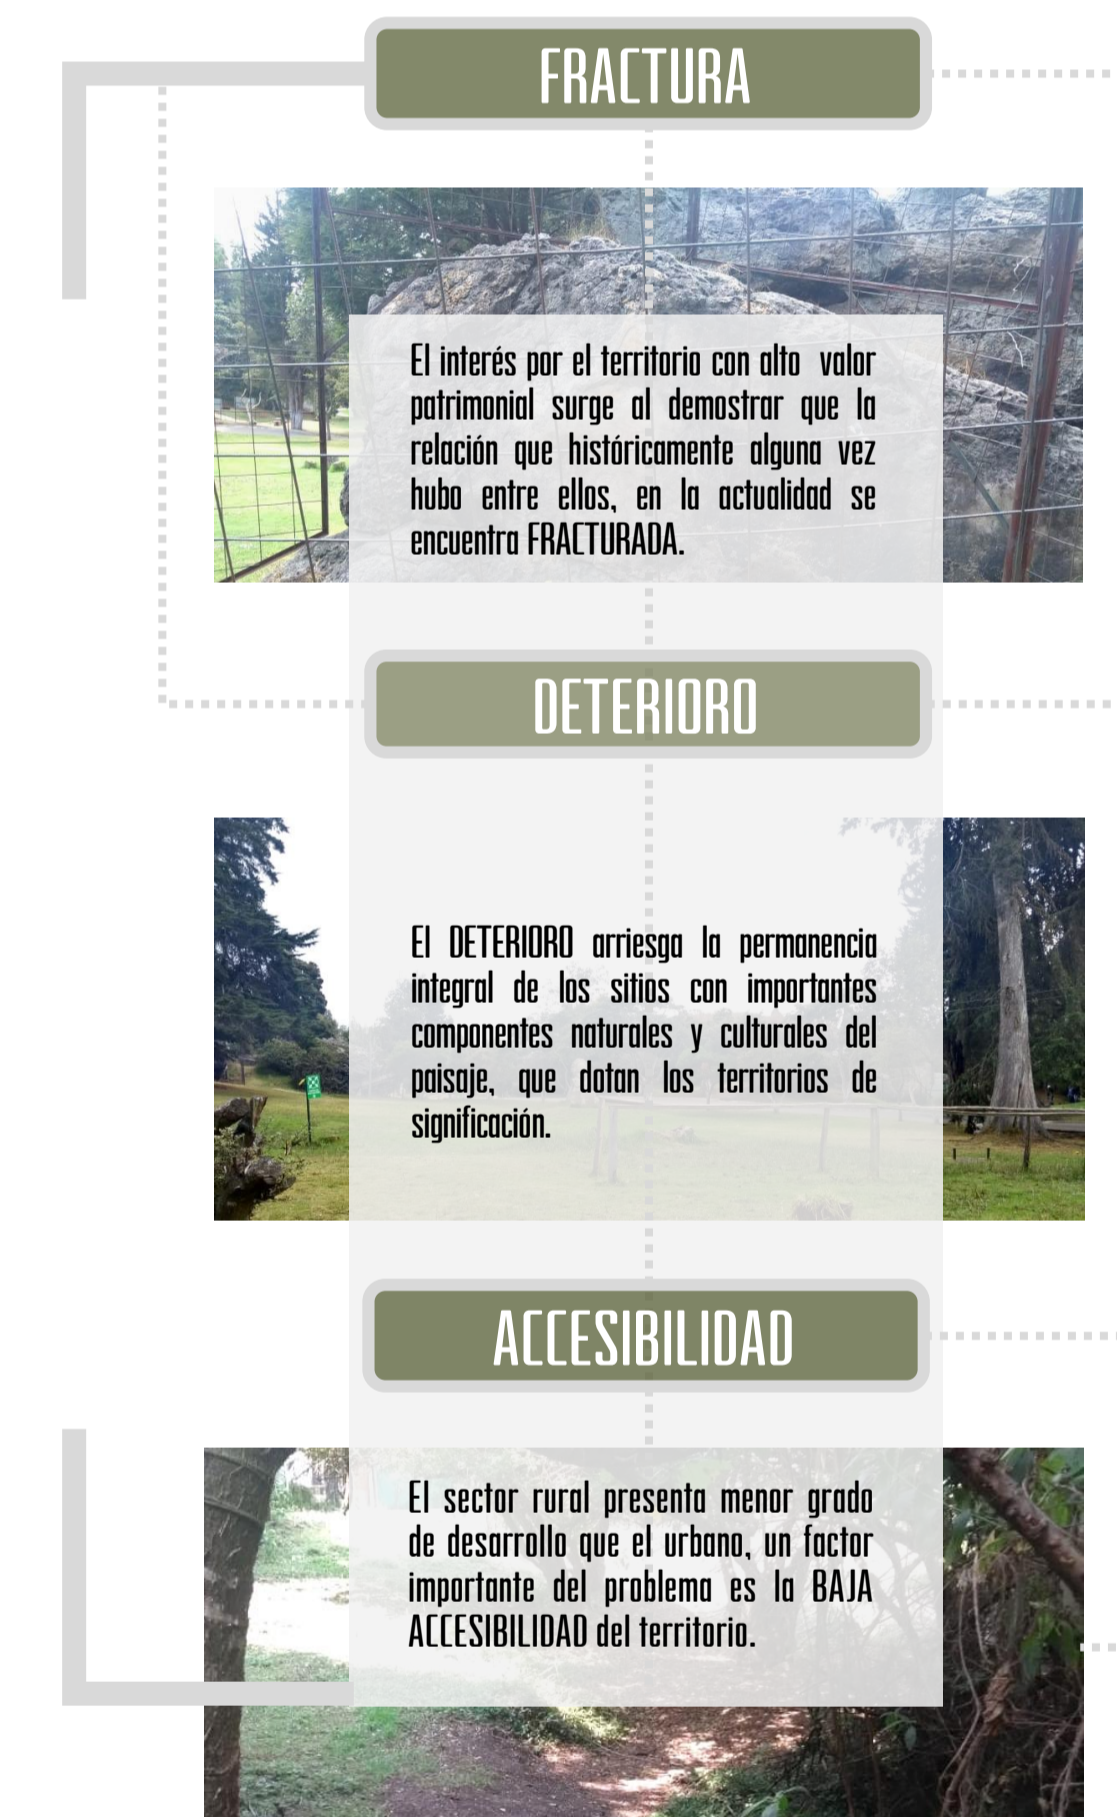 FRACTURA
El interés por el territorio con alto valor
patrimonial surge al demostrar que la
relación que históricamente alguna vez
hubo entre ellos, en la actualidad se
encuentra FRACTURADA.
DETERIORO
El DETERIORO arriesga la permanencia
integral de los sitios con importantes
componentes naturales y culturales del
paisaje, que dotan los territorios de
significación.
ACCESIBILIDAD
El sector rural presenta menor grado
de desarrollo que el urbano, un factor
importante del problema es la BAJA
ACCESIBILIDAD del territorio.